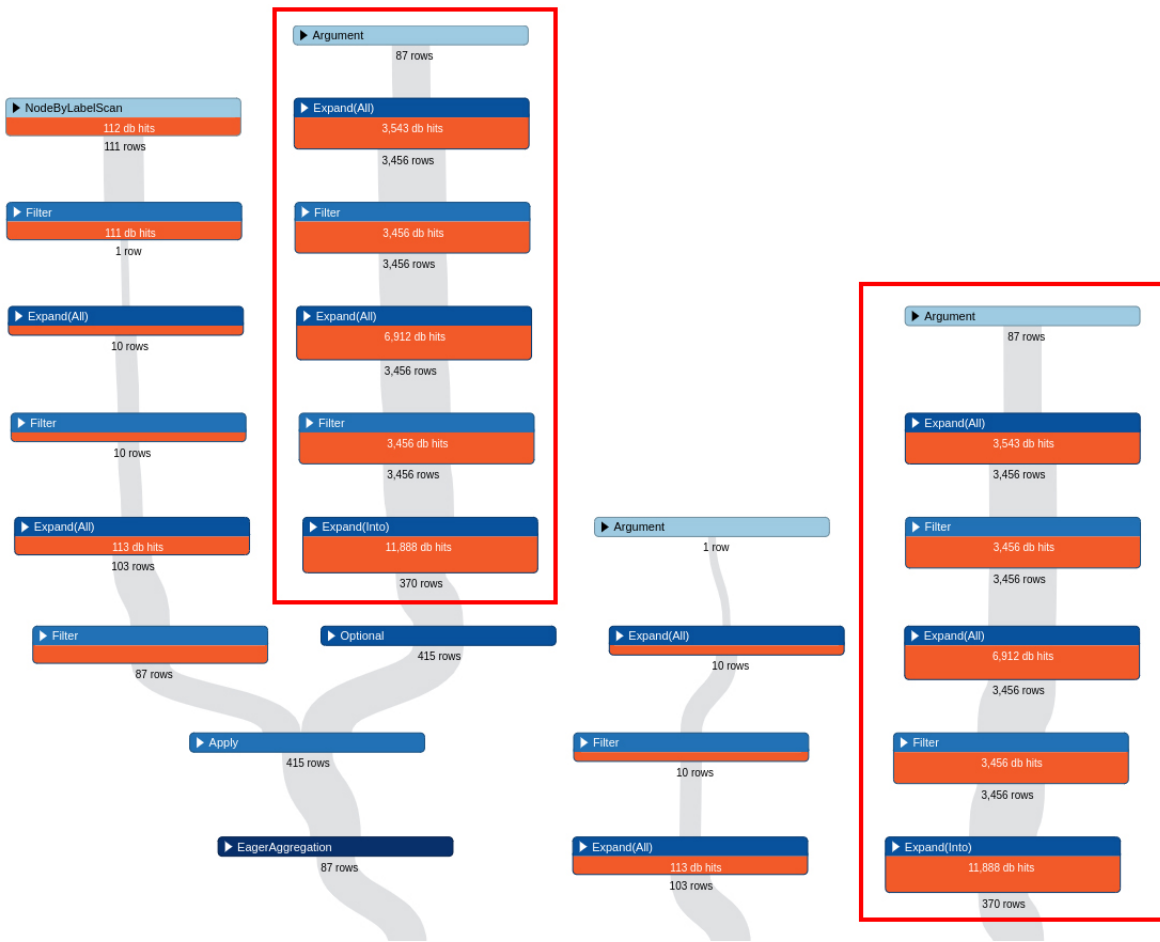 NodeByLabelScan
112 db hits
111 rows
Filter
111 db hits
1 row
Expand(All)
10 rows
Filter
10 rows
Expand(All)
113 db hits
103 rows
Filter
87 rows
Argument
87 rows
Expand(All)
3,543 db hits
3,456 rows
Filter
3,456 db hits
3,456 rows
Expand(All)
6,912 db hits
3,456 rows
Filter
3,456 db hits
3,456 rows
Expand(Into)
11,888 db hits
370 rows
Optional
415 rows
Apply
415 rows
EagerAggregation
87 rows
Argument
1 row
Expand(All)
10 rows
Filter
10 rows
Expand(All)
113 db hits
103 rows
Argument
87 rows
Expand(All)
3,543 db hits
3,456 rows
Filter
3,456 db hits
3,456 rows
Expand(All)
6,912 db hits
3,456 rows
Filter
3,456 db hits
3,456 rows
Expand(Into)
11,888 db hits
370 rows